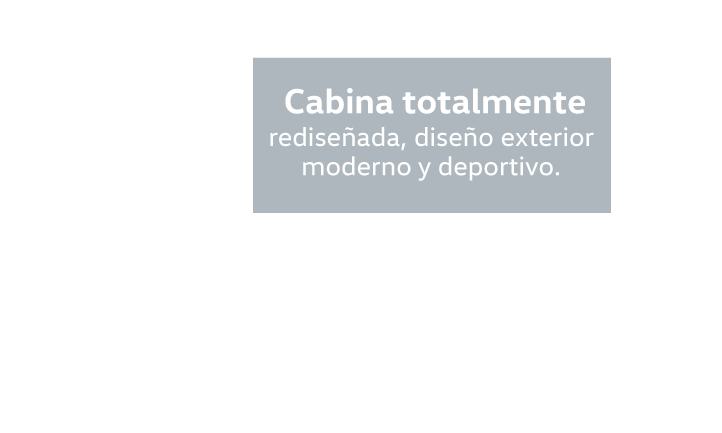 Cabina totalmente
rediseñada, diseño exterior
moderno y deportivo.